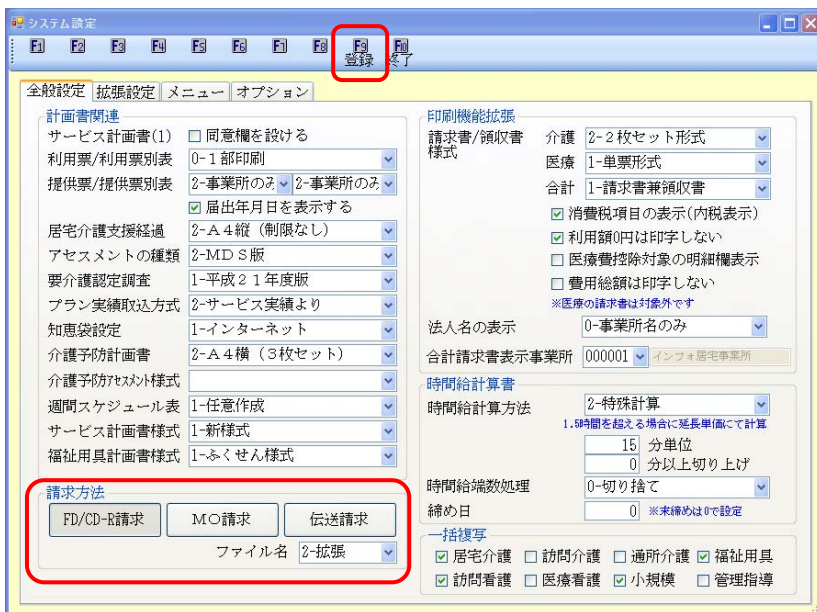 システム設定
F1 F2 F3 F4 F5 F6 F7 F8 F9 F10
登録 終了
全般設定 拡張設定 メニュー オプション
計画書関連
サービス計画書(1) 同意欄を設ける
利用票/利用票別表 0-1部印刷
提供票/提供票別表 2-事業所のみ 2-事業所のみ
届出年月日を表示する
居宅介護支援経過 2-A4縦 (制限なし)
アセスメントの種類 2-MDS版
要介護認定調査 1-平成21年度版
プラン実績取込方式 2-サービス実績より
知恵袋設定 1-インターネット
介護予防計画書 2-A4横 (3枚セット)
介護予防アセスメント様式
週間スケジュール表 1-任意作成
サービス計画書様式 1-新様式
福祉用具計画書様式 1-ふくせん様式
請求方法
FD/CD-R請求 MO請求 伝送請求
ファイル名 2-拡張
印刷機能拡張
請求書/領収書 介護 2-2枚セット形式
様式
医療 1-単票形式
合計 1-請求書兼領収書
消費税項目の表示(内税表示)
利用額0円は印字しない
医療費控除対象の明細欄表示
費用総額は印字しない
※医療の請求書は対象外です
法人名の表示 0-事業所名のみ
合計請求書表示事業所 000001 インフォ居宅事業所
時間給計算書
時間給計算方法 2-特殊計算
1.5時間を超える場合に延長単価にて計算
15 分単位
0 分以上切り上げ
時間給端数処理 0-切り捨て
締め日 0 ※末締めは0で設定
一括複写
居宅介護 訪問介護 通所介護 福祉用具
訪問看護 医療看護 小規模 管理指導